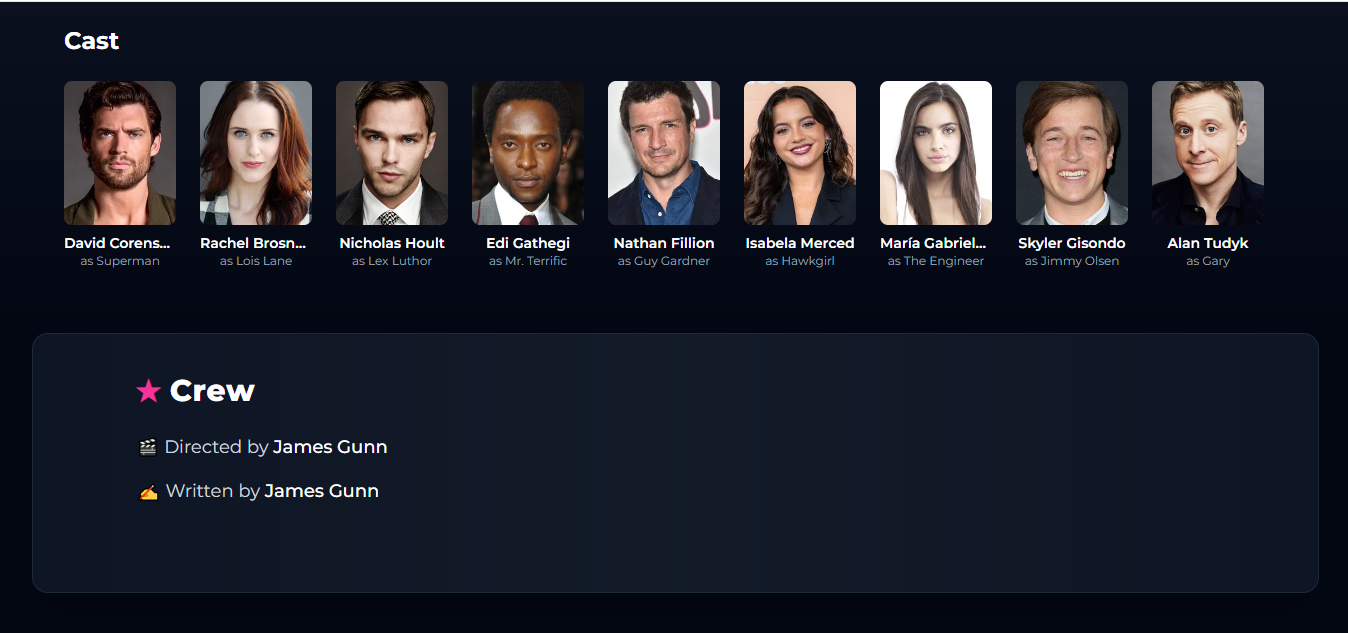 Cast
David Corens...
as Superman
Rachel Brosn...
as Lois Lane
Nicholas Hoult
as Lex Luthor
Edi Gathegi
as Mr. Terrific
Nathan Fillion
as Guy Gardner
Isabela Merced
as Hawkgirl
María Gabriel...
as The Engineer
Skyler Gisondo
as Jimmy Olsen
Alan Tudyk
as Gary
Crew
Directed by James Gunn
Written by James Gunn